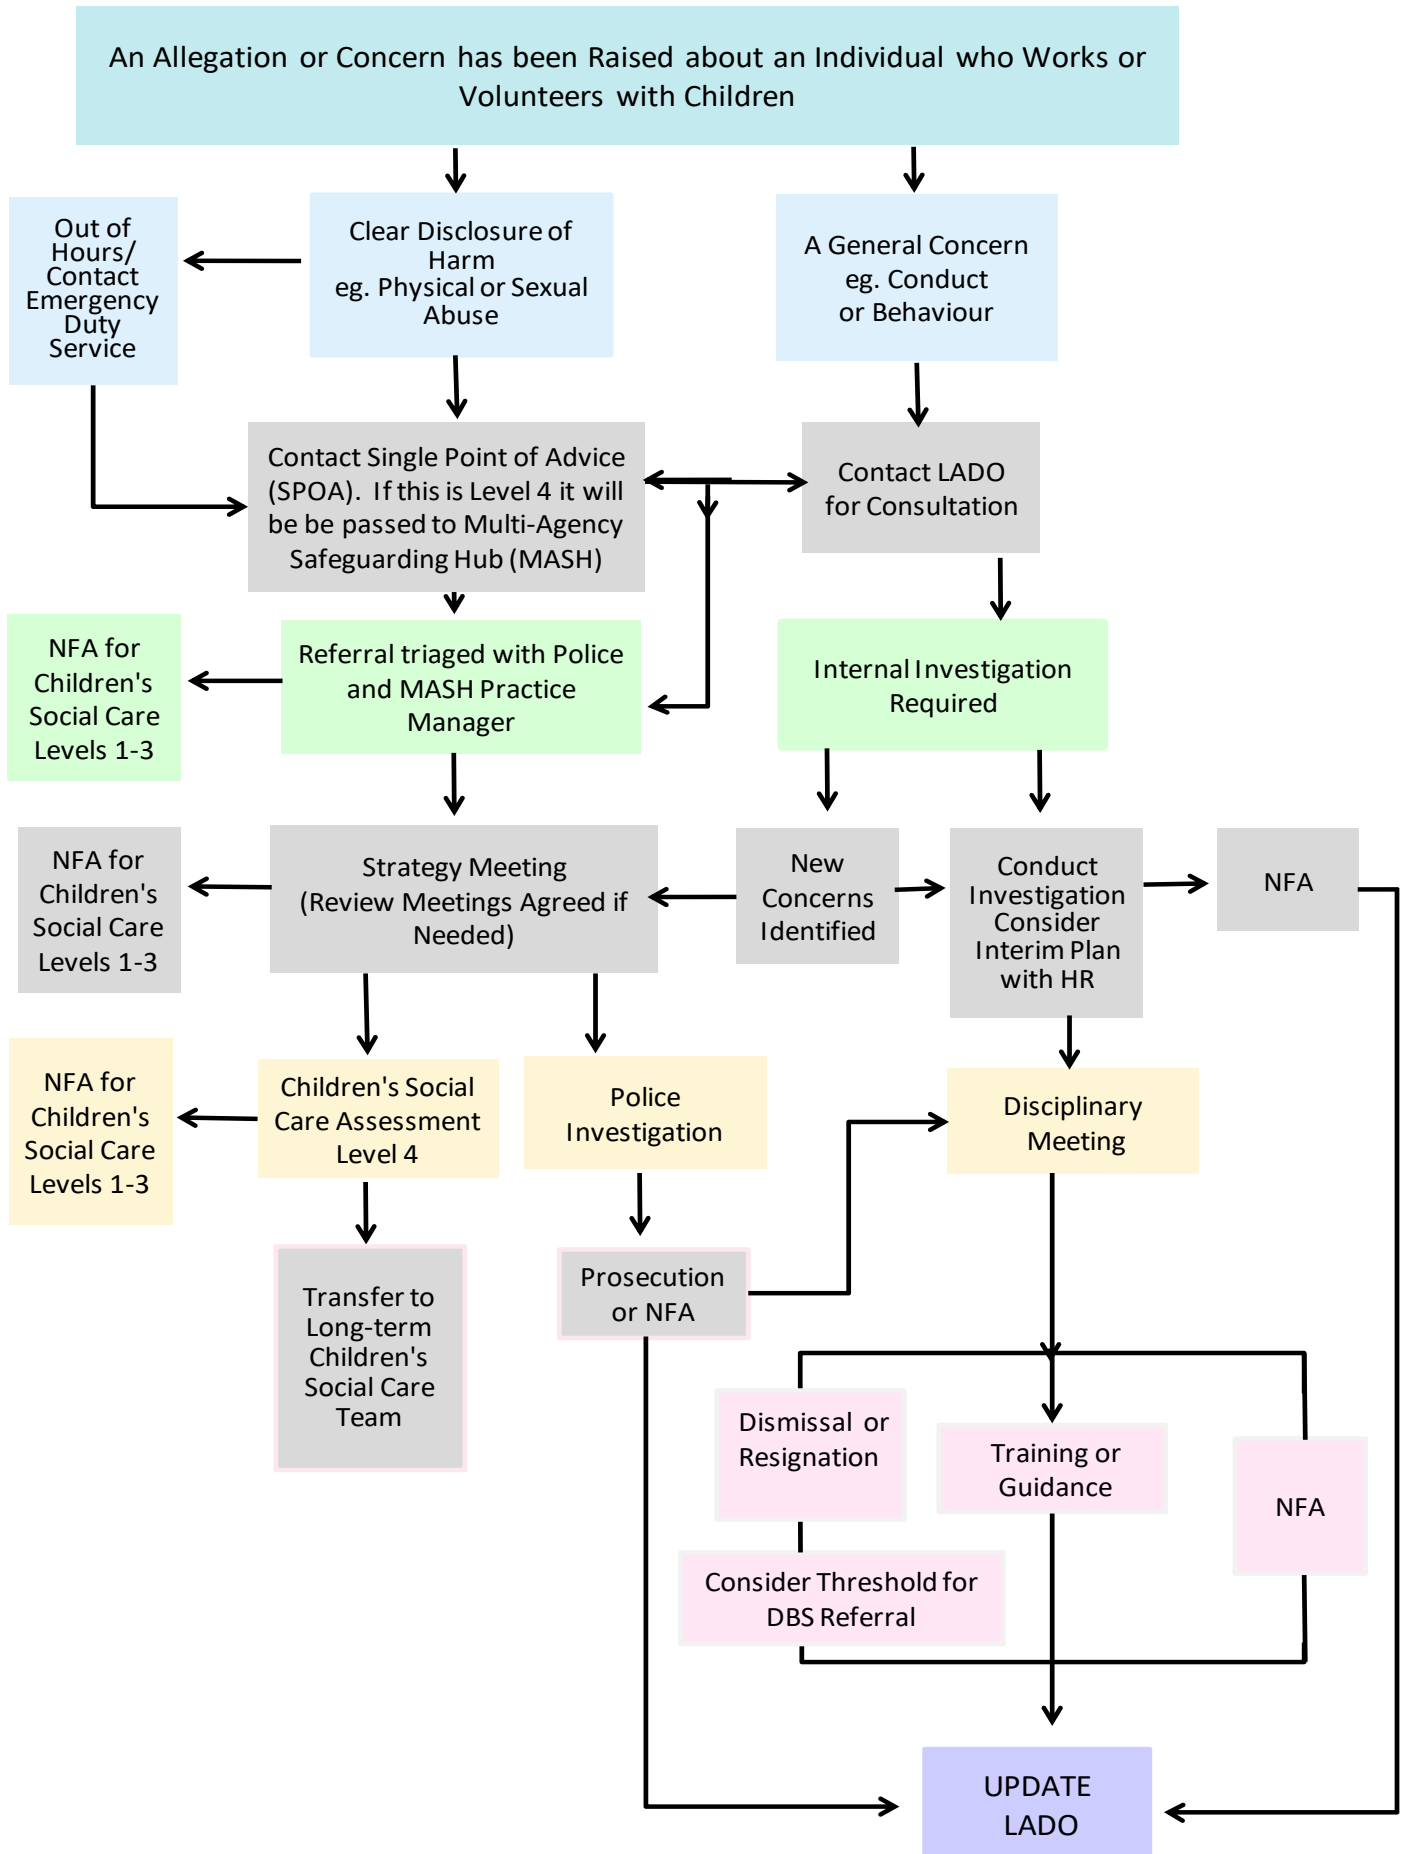 An Allegation or Concern has been Raised about an Individual who Works or
Volunteers with Children
Out of
Hours/
Contact
Emergency
Duty
Service
Clear Disclosure of
Harm
eg. Physical or Sexual
Abuse
A General Concern
eg. Conduct
or Behaviour
Contact Single Point of Advice
(SPOA). If this is Level 4 it will
be be passed to Multi-Agency
Safeguarding Hub (MASH)
Contact LADO
for Consultation
NFA for
Children's
Social Care
Levels 1-3
Referral triaged with Police
and MASH Practice
Manager
Internal Investigation
Required
NFA for
Children's
Social Care
Levels 1-3
Strategy Meeting
(Review Meetings Agreed if
Needed)
New
Concerns
Identified
Conduct
Investigation
Consider
Interim Plan
with HR
NFA
NFA for
Children's
Social Care
Levels 1-3
Children's Social
Care Assessment
Level 4
Police
Investigation
Disciplinary
Meeting
Transfer to
Long-term
Children's
Social Care
Team
Prosecution
or NFA
Dismissal or
Resignation
Training or
Guidance
NFA
Consider Threshold for
DBS Referral
UPDATE
LADO